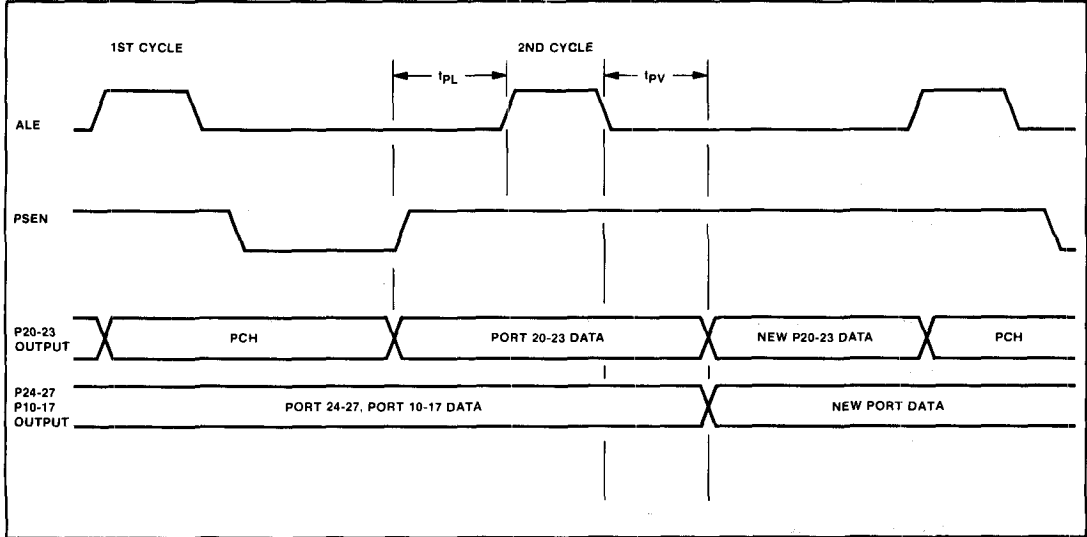 1ST CYCLE
2ND CYCLE
tPL
tPV
ALE
PSEN
P20-23
OUTPUT
PCH
PORT 20-23 DATA
NEW P20-23 DATA
PCH
P24-27
P10-17
OUTPUT
PORT 24-27, PORT 10-17 DATA
NEW PORT DATA